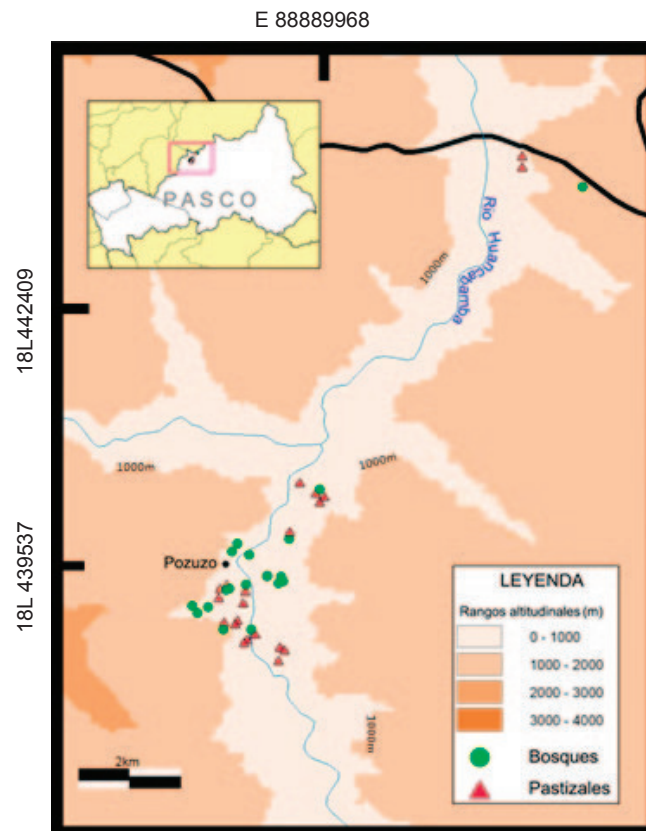 E 88889968
PASCO
Río Huancabamba
1000m
18L442409
1000m
1000m
Pozuzo
18L 439537
LEYENDA
Rangos altitudinales (m)
0 - 1000
1000 - 2000
2000 - 3000
3000 - 4000
Bosques
Pastizales
1000m
2km